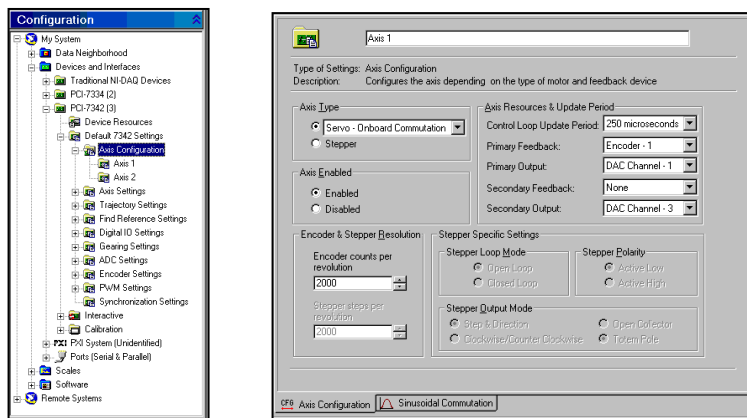 Configuration
My System
Data Neighborhood
Devices and Interfaces
Traditional NI-DAQ Devices
PCI-7334 (2)
PCI-7342 (3)
Device Resources
Default 7342 Settings
Axis Configuration
Axis 1
Axis 2
Axis Settings
Trajectory Settings
Find Reference Settings
Digital IO Settings
Gearing Settings
ADC Settings
Encoder Settings
PWM Settings
Synchronization Settings
Interactive
Calibration
PXI PXI System (Unidentified)
Ports (Serial & Parallel)
Scales
Software
Remote Systems
Axis 1
Type of Settings: Axis Configuration
Description: Configures the axis depending on the type of motor and feedback device
Axis Type
Servo - Onboard Commutation
Stepper
Axis Enabled
Enabled
Disabled
Axis Resources & Update Period
Control Loop Update Period: 250 microseconds
Primary Feedback: Encoder - 1
Primary Output: DAC Channel - 1
Secondary Feedback: None
Secondary Output: DAC Channel - 3
Encoder & Stepper Resolution
Encoder counts per
revolution
2000
Stepper steps per
revolution
2000
Stepper Specific Settings
Stepper Loop Mode
Open Loop
Closed Loop
Stepper Polarity
Active Low
Active High
Stepper Output Mode
Step & Direction
Clockwise/Counter Clockwise
Open Collector
Totem Pole
CFG Axis Configuration
Sinusoidal Commutation